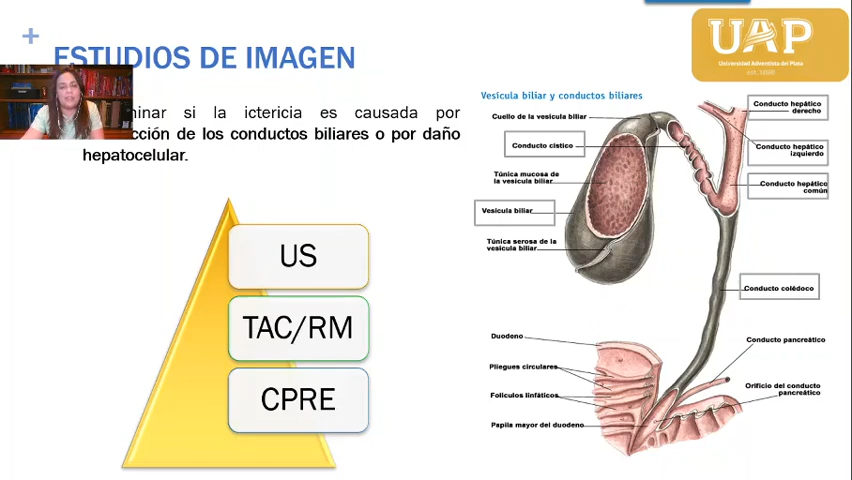 ESTUDIOS DE IMAGEN
UAP
Universidad Adventista del Plata
est. 1898
minar si la ictericia es causada por
cción de los conductos biliares o por daño
hepatocelular.
US
TAC/RM
CPRE
Vesícula biliar y conductos biliares
Cuello de la vesícula biliar
Conducto cístico
Túnica mucosa de
la vesícula biliar
Vesícula biliar
Túnica serosa de la
vesícula biliar
Conducto hepático
derecho
Conducto hepático
izquierdo
Conducto hepático
común
Conducto colédoco
Duodeno
Pliegues circulares
Folículos linfáticos
Papila mayor del duodeno
Conducto pancreático
Orificio del conducto
pancreático